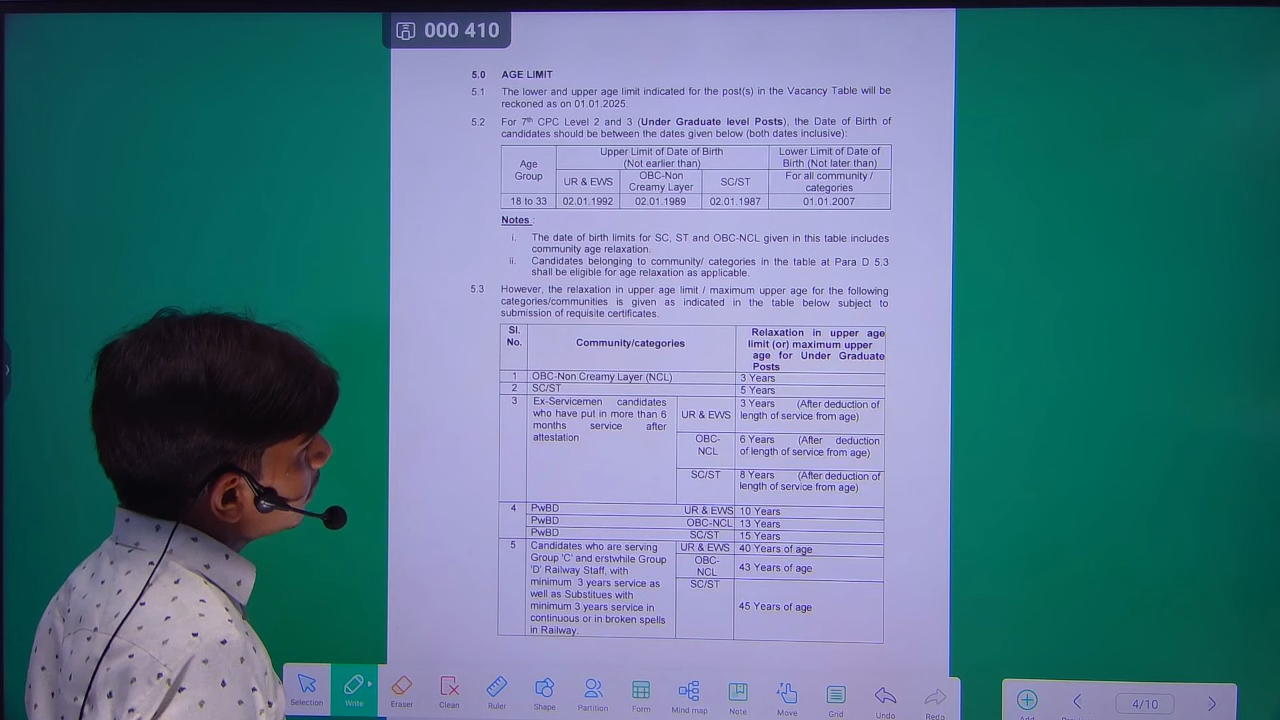 000 410
5.0 AGE LIMIT
5.1 The lower and upper age limit indicated for the post(s) in the Vacancy Table will be
reckoned as on 01.01.2025.
5.2 For 7th CPC Level 2 and 3 (Under Graduate level Posts), the Date of Birth of
candidates should be between the dates given below (both dates inclusive):
Age Group
Upper Limit of Date of Birth
(Not earlier than)
Lower Limit of Date of
Birth (Not later than)
UR & EWS
OBC-Non
Creamy Layer
SC/ST
For all community /
categories
18 to 33 02.01.1992 02.01.1989 02.01.1987 01.01.2007
Notes :
i. The date of birth limits for SC, ST and OBC-NCL given in this table includes
community age relaxation.
ii. Candidates belonging to community/ categories in the table at Para D 5.3
shall be eligible for age relaxation as applicable.
5.3 However, the relaxation in upper age limit / maximum upper age for the following
categories/communities is given as indicated in the table below subject to
submission of requisite certificates.
Sl.
No.
Community/categories
Relaxation in upper age
limit (or) maximum upper
age for Under Graduate
Posts
1 OBC-Non Creamy Layer (NCL) 3 Years
2 SC/ST 5 Years
3 Ex-Servicemen candidates
who have put in more than 6
months service after
attestation
UR & EWS
3 Years (After deduction of
length of service from age)
OBC-
NCL
6 Years (After deduction
of length of service from age)
SC/ST
8 Years (After deduction of
length of service from age)
4 PwBD UR & EWS 10 Years
PwBD OBC-NCL 13 Years
PwBD SC/ST 15 Years
5 Candidates who are serving
Group 'C' and erstwhile Group
'D' Railway Staff, with
minimum 3 years service as
well as Substitues with
minimum 3 years service in
continuous or in broken spells
in Railway.
UR & EWS 40 Years of age
OBC-
NCL
43 Years of age
SC/ST
45 Years of age
Selection Write Eraser Clean Ruler Shape Partition Form Mind map Note Move Grid Undo Redo
Add
4/10